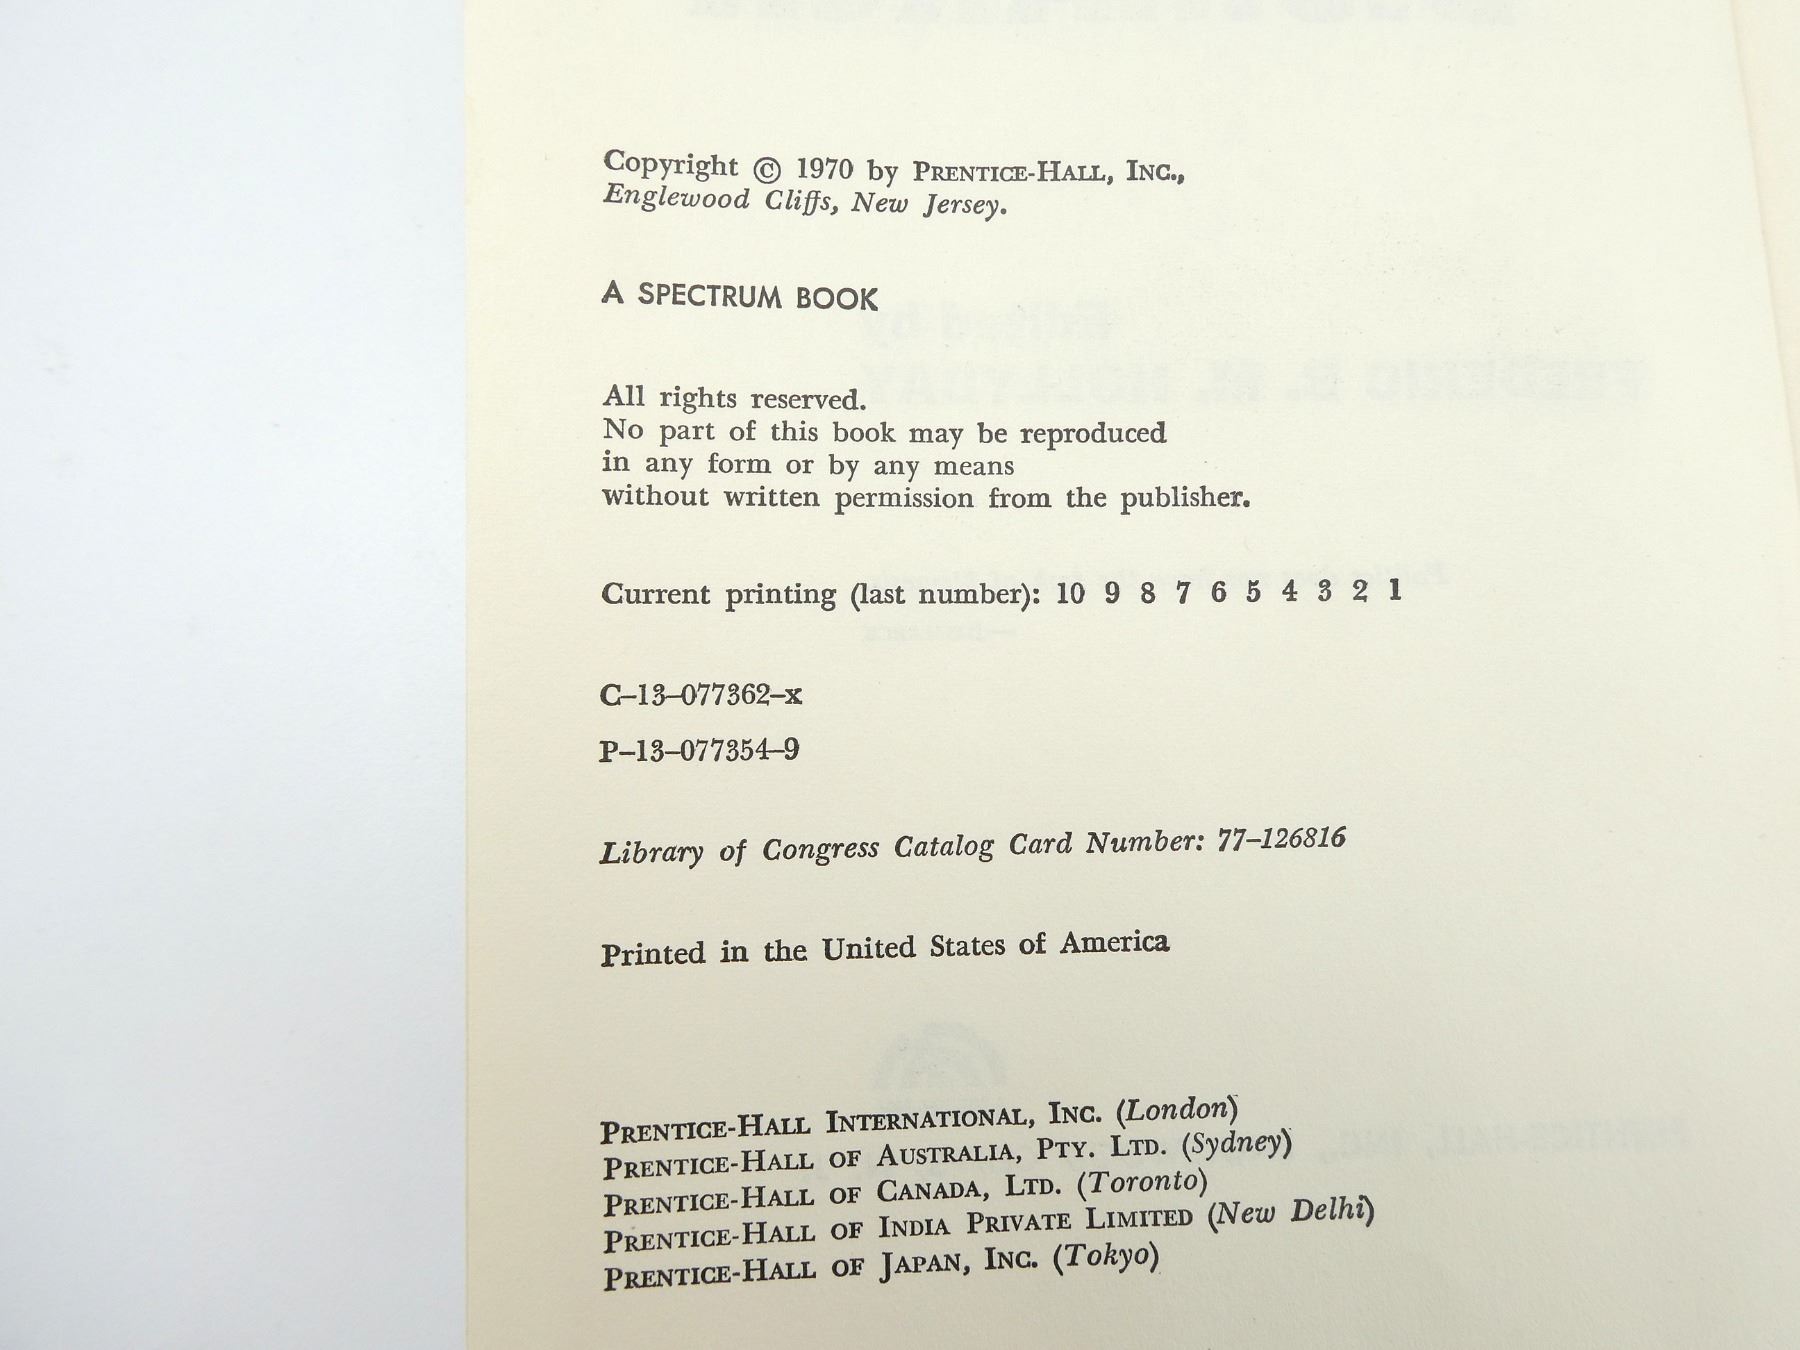 Copyright © 1970 by PRENTICE-HALL, INC.,
Englewood Cliffs, New Jersey.
A SPECTRUM BOOK
All rights reserved.
No part of this book may be reproduced
in any form or by any means
without written permission from the publisher.
Current printing (last number): 10 9 8 7 6 5 4 3 2 1
C–13–077362–x
P–13–077354–9
Library of Congress Catalog Card Number: 77–126816
Printed in the United States of America
PRENTICE-HALL INTERNATIONAL, INC. (London)
PRENTICE-HALL OF AUSTRALIA, PTY. LTD. (Sydney)
PRENTICE-HALL OF CANADA, LTD. (Toronto)
PRENTICE-HALL OF INDIA PRIVATE LIMITED (New Delhi)
PRENTICE-HALL OF JAPAN, INC. (Tokyo)